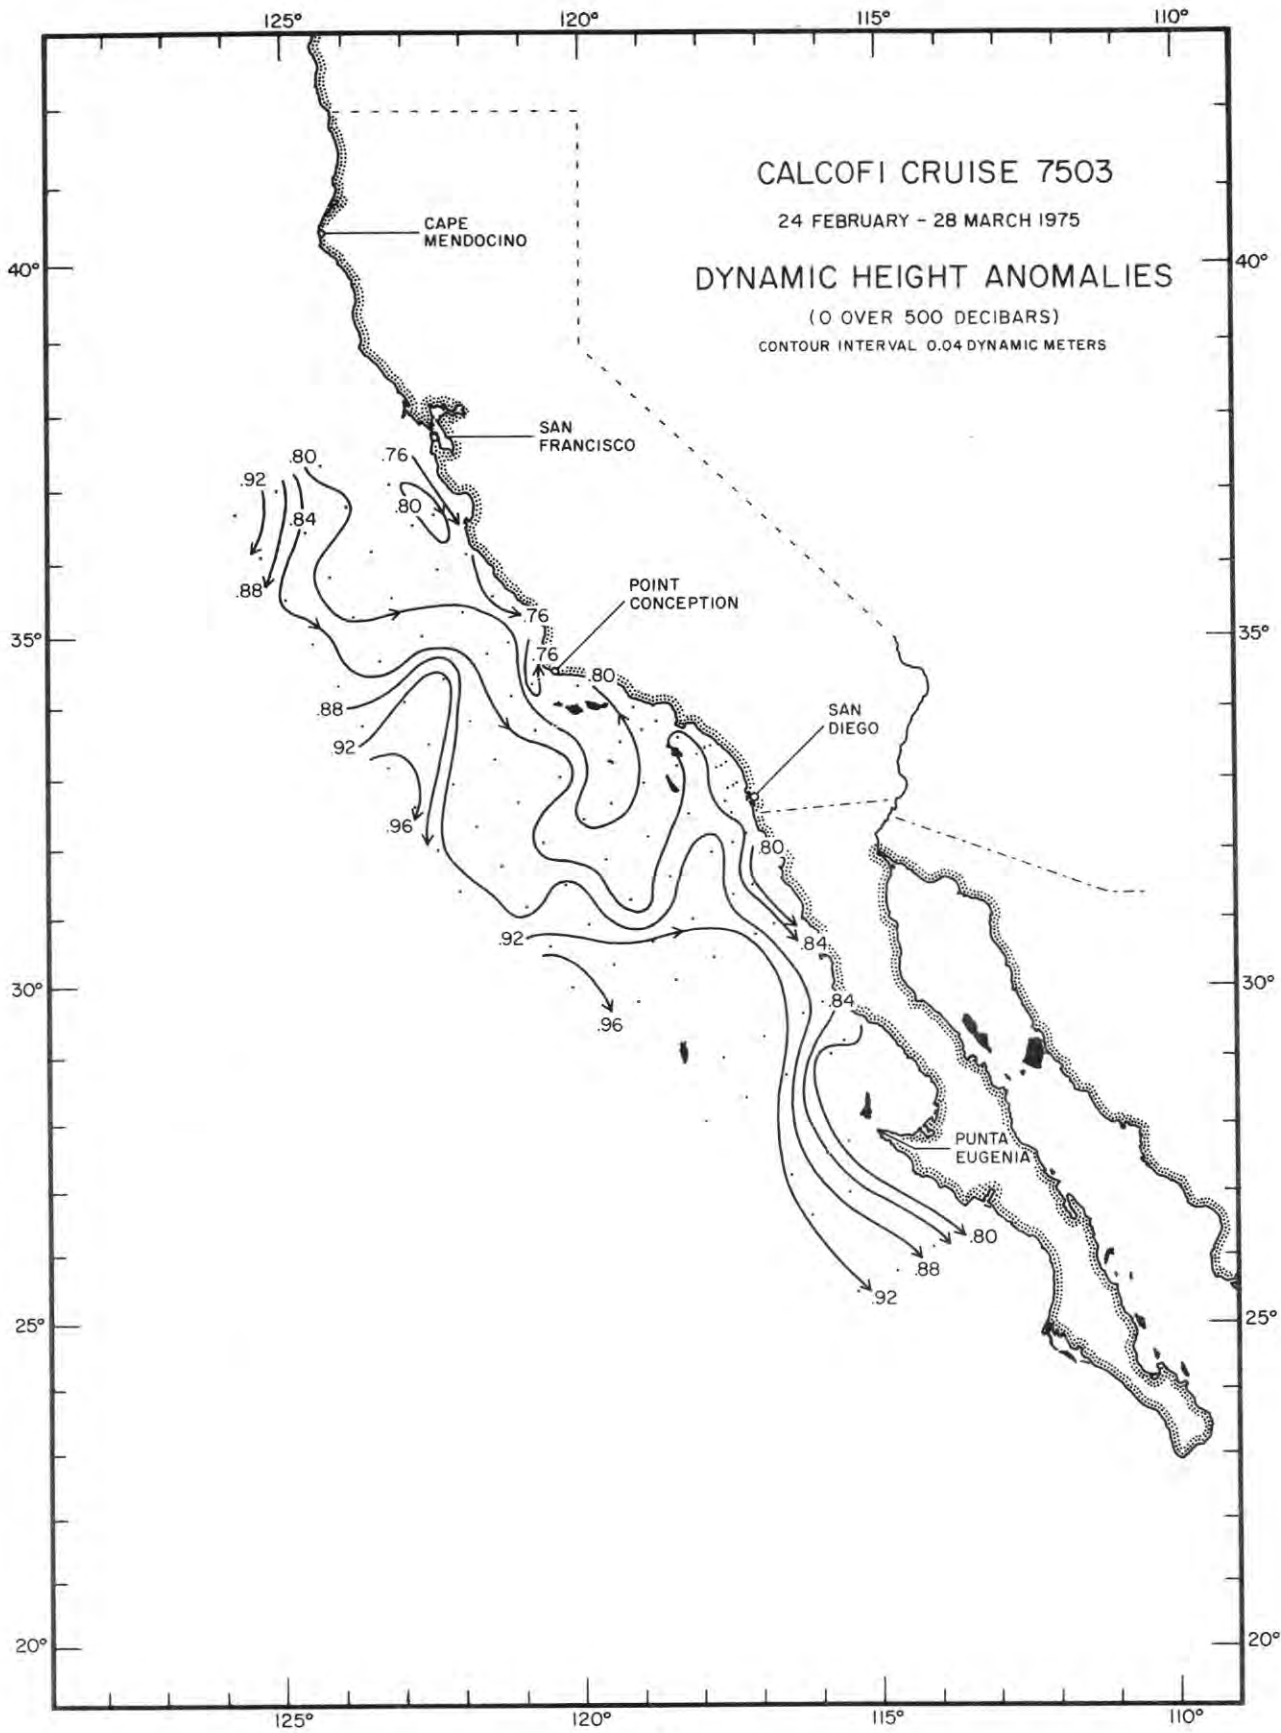 125°
120°
115°
110°
CALCOFI CRUISE 7503
24 FEBRUARY - 28 MARCH 1975
CAPE
MENDOCINO
40°
40°
DYNAMIC HEIGHT ANOMALIES
(0 OVER 500 DECIBARS)
CONTOUR INTERVAL 0.04 DYNAMIC METERS
SAN
FRANCISCO
.76
.80
.92
.80
.84
.88
POINT
CONCEPTION
.76
35°
35°
.76
.80
.88
SAN
DIEGO
.92
.96
.80
.92
.84
30°
30°
.84
.96
PUNTA
EUGENIA
.80
.88
.92
25°
25°
20°
20°
125°
120°
115°
110°